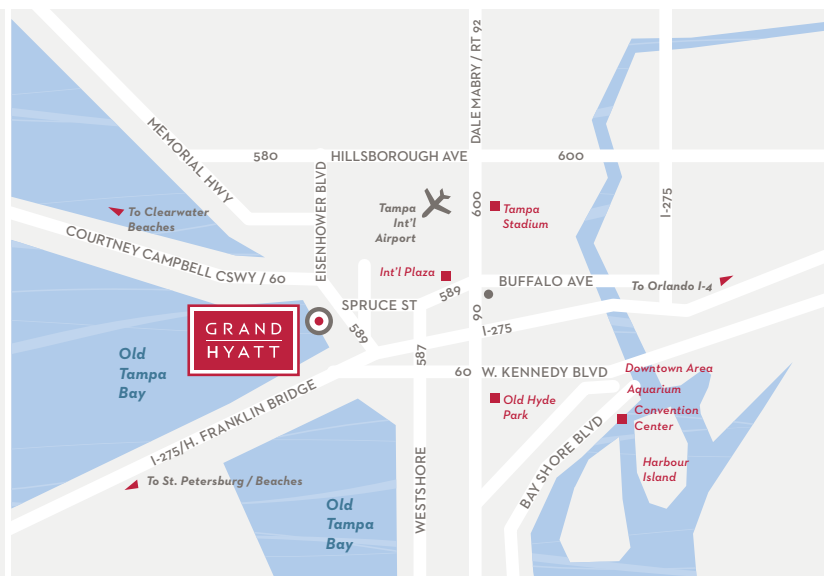 DALE MABRY / RT 92
MEMORIAL HWY
580
HILLSBOROUGH AVE
600
EISENHOWER BLVD
600
I-275
Tampa
Int'l
Airport
Tampa
Stadium
To Clearwater
Beaches
COURTNEY CAMPBELL CSWY / 60
Int'l Plaza
BUFFALO AVE
To Orlando I-4
589
SPRUCE ST
90
589
I-275
GRAND
HYATT
Old
Tampa
Bay
587
60
W. KENNEDY BLVD
Downtown Area
Aquarium
Old Hyde
Park
Convention
Center
I-275/H. FRANKLIN BRIDGE
BAY SHORE BLVD
Harbour
Island
To St. Petersburg / Beaches
WESTSHORE
Old
Tampa
Bay